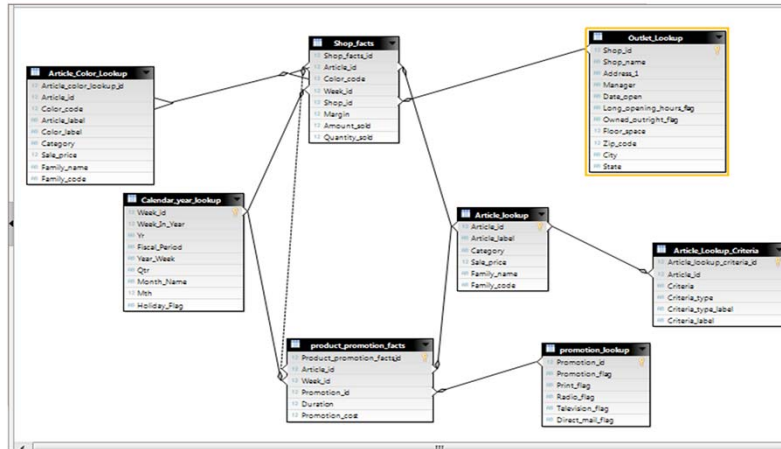 Shop_facts
Shop_facts_id
Article_id
Color_code
Week_id
Shop_id
Margin
Amount_sold
Quantity_sold
Outlet_Lookup
Shop_id
Shop_name
Address_1
Manager
Date_open
Long_opening_hours_flag
Owned_outright_flag
Floor_space
Zip_code
City
State
Article_Color_Lookup
Article_color_lookup_id
Article_id
Color_code
Article_label
Color_label
Category
Sale_price
Family_name
Family_code
Calendar_year_lookup
Week_id
Week_In_Year
Yr
Fiscal_Period
Year_Week
Qtr
Month_Name
Mth
Holiday_Flag
Article_lookup
Article_id
Article_label
Category
Sale_price
Family_name
Family_code
Article_Lookup_Criteria
Article_lookup_criteria_id
Article_id
Criteria
Criteria_type
Criteria_type_label
Criteria_label
product_promotion_facts
Product_promotion_facts_id
Article_id
Week_id
Promotion_id
Duration
Promotion_cost
promotion_lookup
Promotion_id
Promotion_flag
Print_flag
Radio_flag
Television_flag
Direct_mail_flag